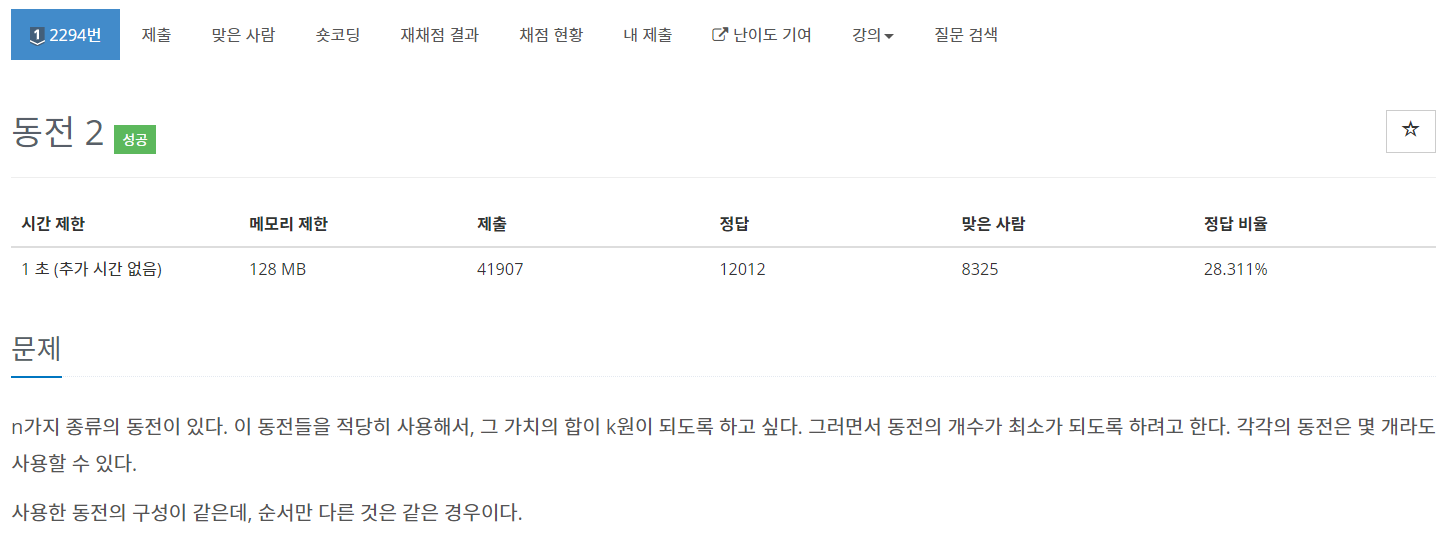 1 2294번 제출 맞은 사람 숏코딩 재채점 결과 채점 현황 내 제출 난이도 기여 강의 질문 검색
동전 2 성공
시간 제한 메모리 제한 제출 정답 맞은 사람 정답 비율
1 초 (추가 시간 없음) 128 MB 41907 12012 8325 28.311%
문제
n가지 종류의 동전이 있다. 이 동전들을 적당히 사용해서, 그 가치의 합이 k원이 되도록 하고 싶다. 그러면서 동전의 개수가 최소가 되도록 하려고 한다. 각각의 동전은 몇 개라도
사용할 수 있다.
사용한 동전의 구성이 같은데, 순서만 다른 것은 같은 경우이다.